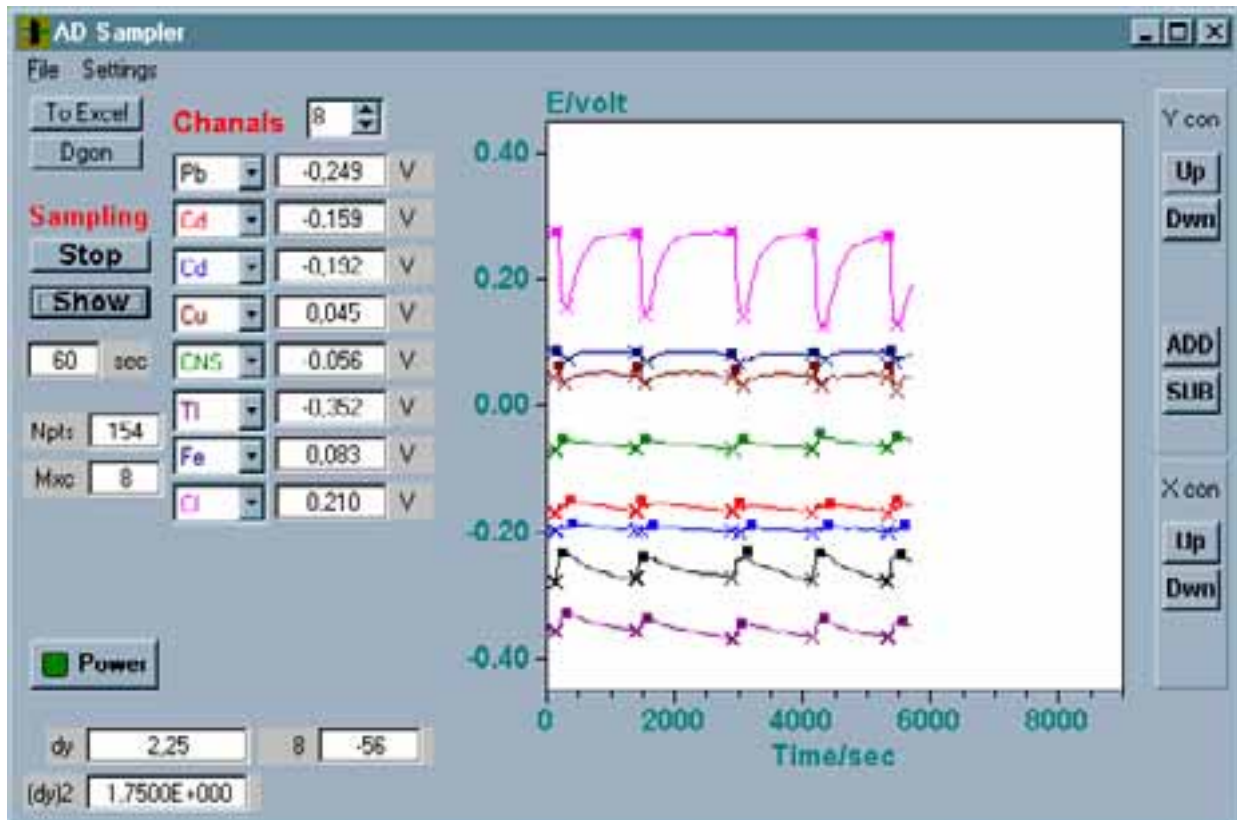 AD Sampler
File Settings
To Excel
Dgon
Chanals 8
Pb -0,249 V
Sampling
Cd -0.159 V
Stop
Cd -0,192 V
Show
Cu 0,045 V
60 sec
CNS -0.056 V
Tl -0,352 V
Npts 154
Fe 0,083 V
Mxc 8
Cl 0.210 V
Power
dy 2,25 8 -56
(dy)2 1.7500E+000
E/volt
0.40
0.20
0.00
-0.20
-0.40
0 2000 4000 6000 8000
Time/sec
Y con
Up
Dwn
ADD
SUB
X con
Up
Dwn